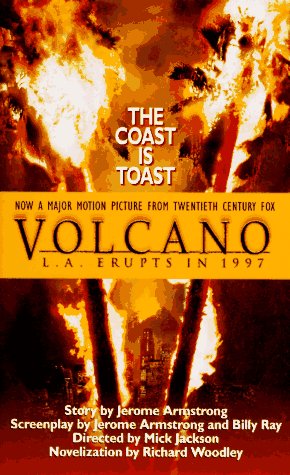 THE
COAST
IS
TOAST
NOW A MAJOR MOTION PICTURE FROM TWENTIETH CENTURY FOX
VOLCANO
L.A. ERUPTS IN 1997
Story by Jerome Armstrong
Screenplay by Jerome Armstrong and Billy Ray
Directed by Mick Jackson
Novelization by Richard Woodley